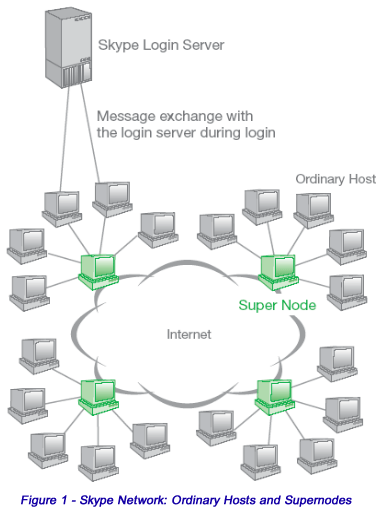 Skype Login Server
Message exchange with
the login server during login
Ordinary Host
Super Node
Internet
Figure 1 - Skype Network: Ordinary Hosts and Supernodes